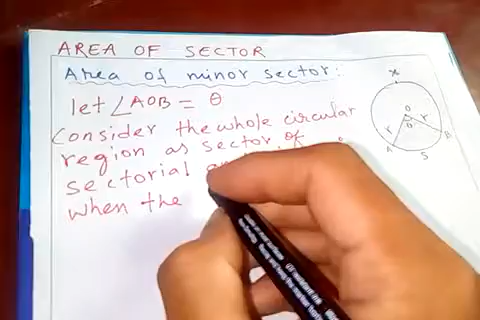 AREA OF SECTOR
Area of minor sector:
let ∠AOB = θ
Consider the whole circular
region as sector of
sectorial
when the
X
O
θ
r
r
A
B
S